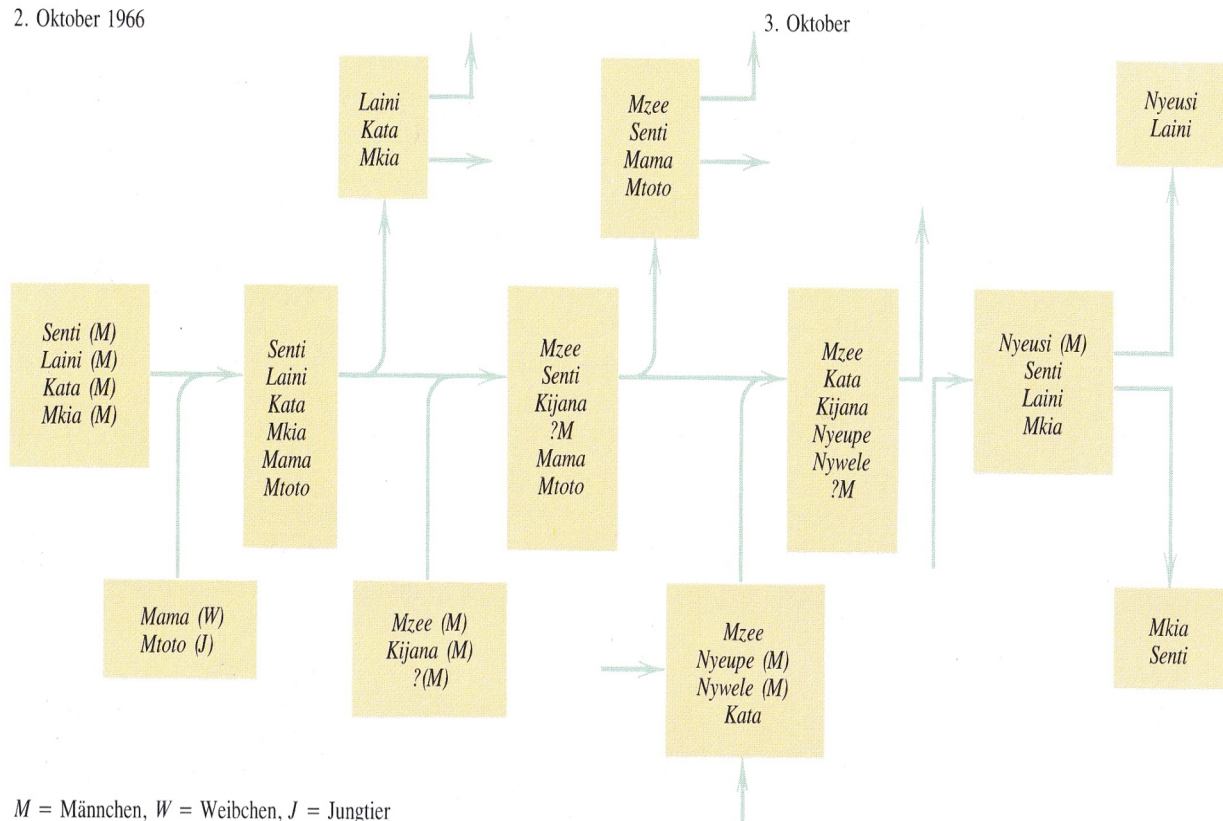 2. Oktober 1966
3. Oktober
Laini
Kata
Mkia
Mzee
Senti
Mama
Mtoto
Nyeusi
Laini
Senti (M)
Laini (M)
Kata (M)
Mkia (M)
Senti
Laini
Kata
Mkia
Mama
Mtoto
Mzee
Senti
Kijana
?M
Mama
Mtoto
Mzee
Kata
Kijana
Nyeupe
Nywele
?M
Nyeusi (M)
Senti
Laini
Mkia
Mama (W)
Mtoto (J)
Mzee (M)
Kijana (M)
?(M)
Mzee
Nyeupe (M)
Nywele (M)
Kata
Mkia
Senti
M = Männchen, W = Weibchen, J = Jungtier